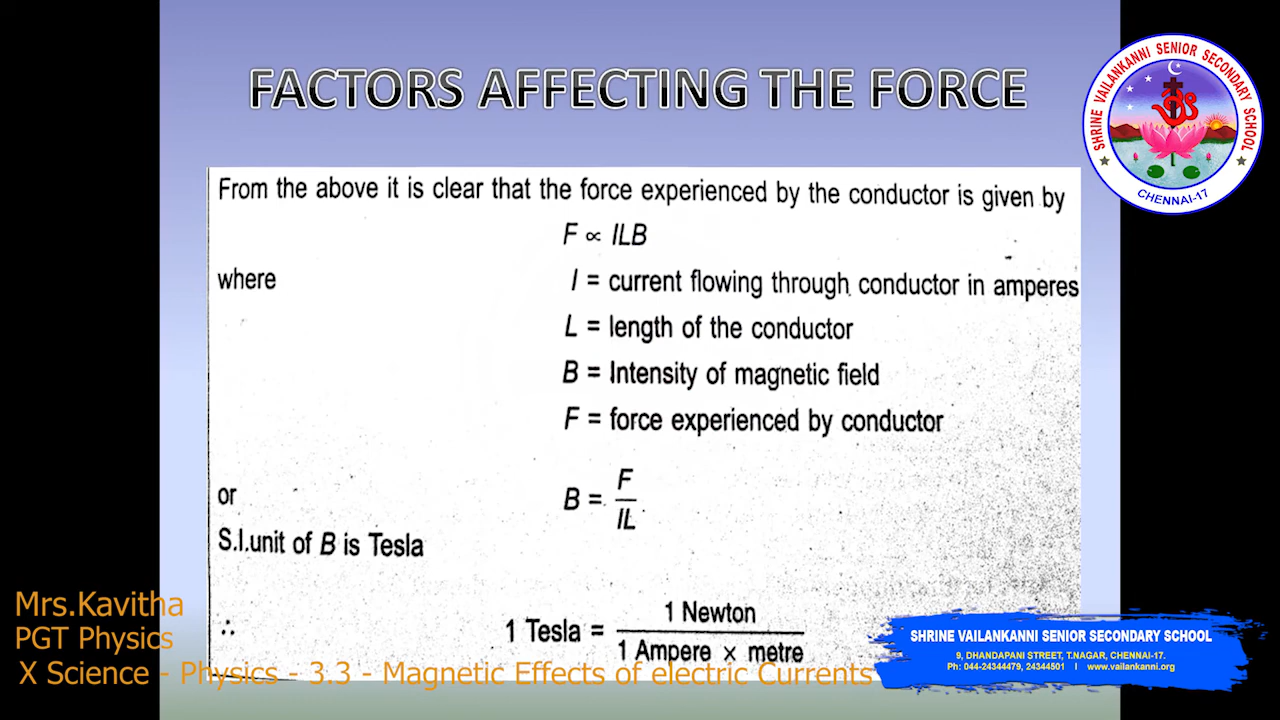 FACTORS AFFECTING THE FORCE
SHRINE VAILANKANNI SENIOR SECONDARY SCHOOL
CHENNAI-17
From the above it is clear that the force experienced by the conductor is given by
F ∝ ILB
where I = current flowing through conductor in amperes
L = length of the conductor
B = Intensity of magnetic field
F = force experienced by conductor
or B = F/IL
S.I.unit of B is Tesla
∴ 1 Tesla = 1 Newton / 1 Ampere × metre
Mrs.Kavitha
PGT Physics
X Science - Physics - 3.3 - Magnetic Effects of electric Currents
SHRINE VAILANKANNI SENIOR SECONDARY SCHOOL
9, DHANDAPANI STREET, T.NAGAR, CHENNAI-17.
Ph: 044-24344479, 24344501 I www.vailankanni.org